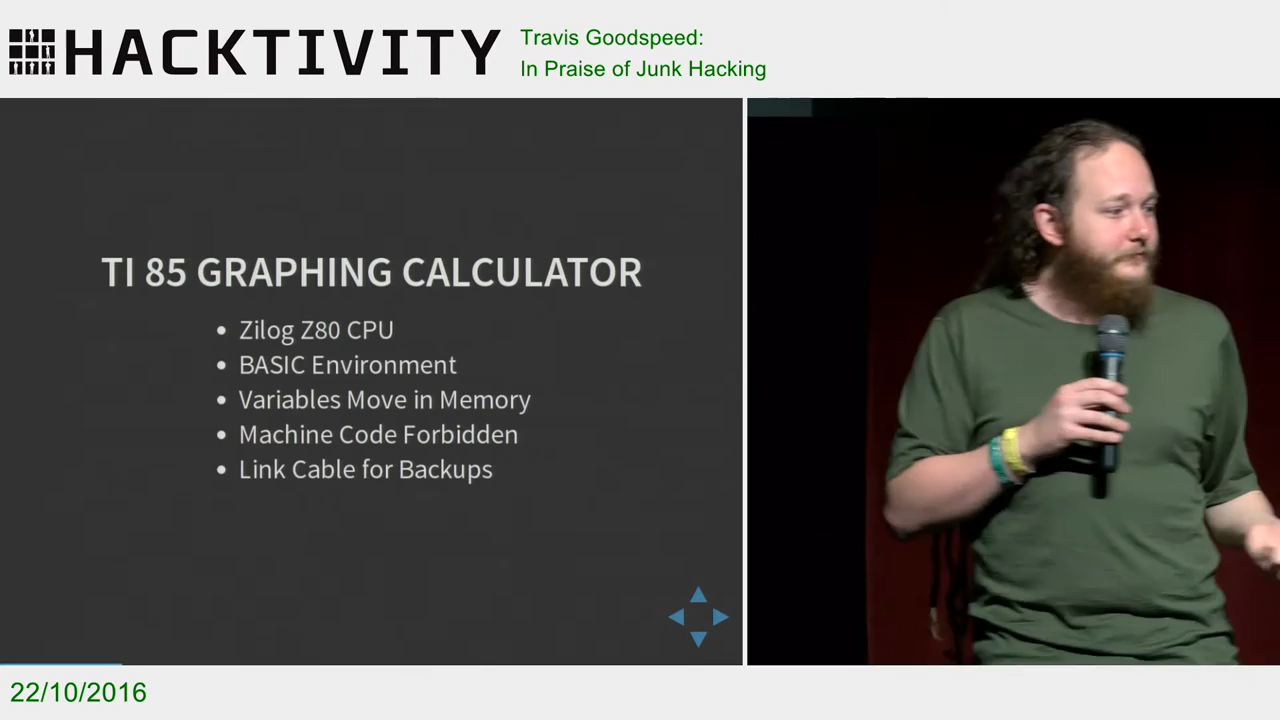 HACKTIVITY
Travis Goodspeed:
In Praise of Junk Hacking
TI 85 GRAPHING CALCULATOR
• Zilog Z80 CPU
• BASIC Environment
• Variables Move in Memory
• Machine Code Forbidden
• Link Cable for Backups
22/10/2016